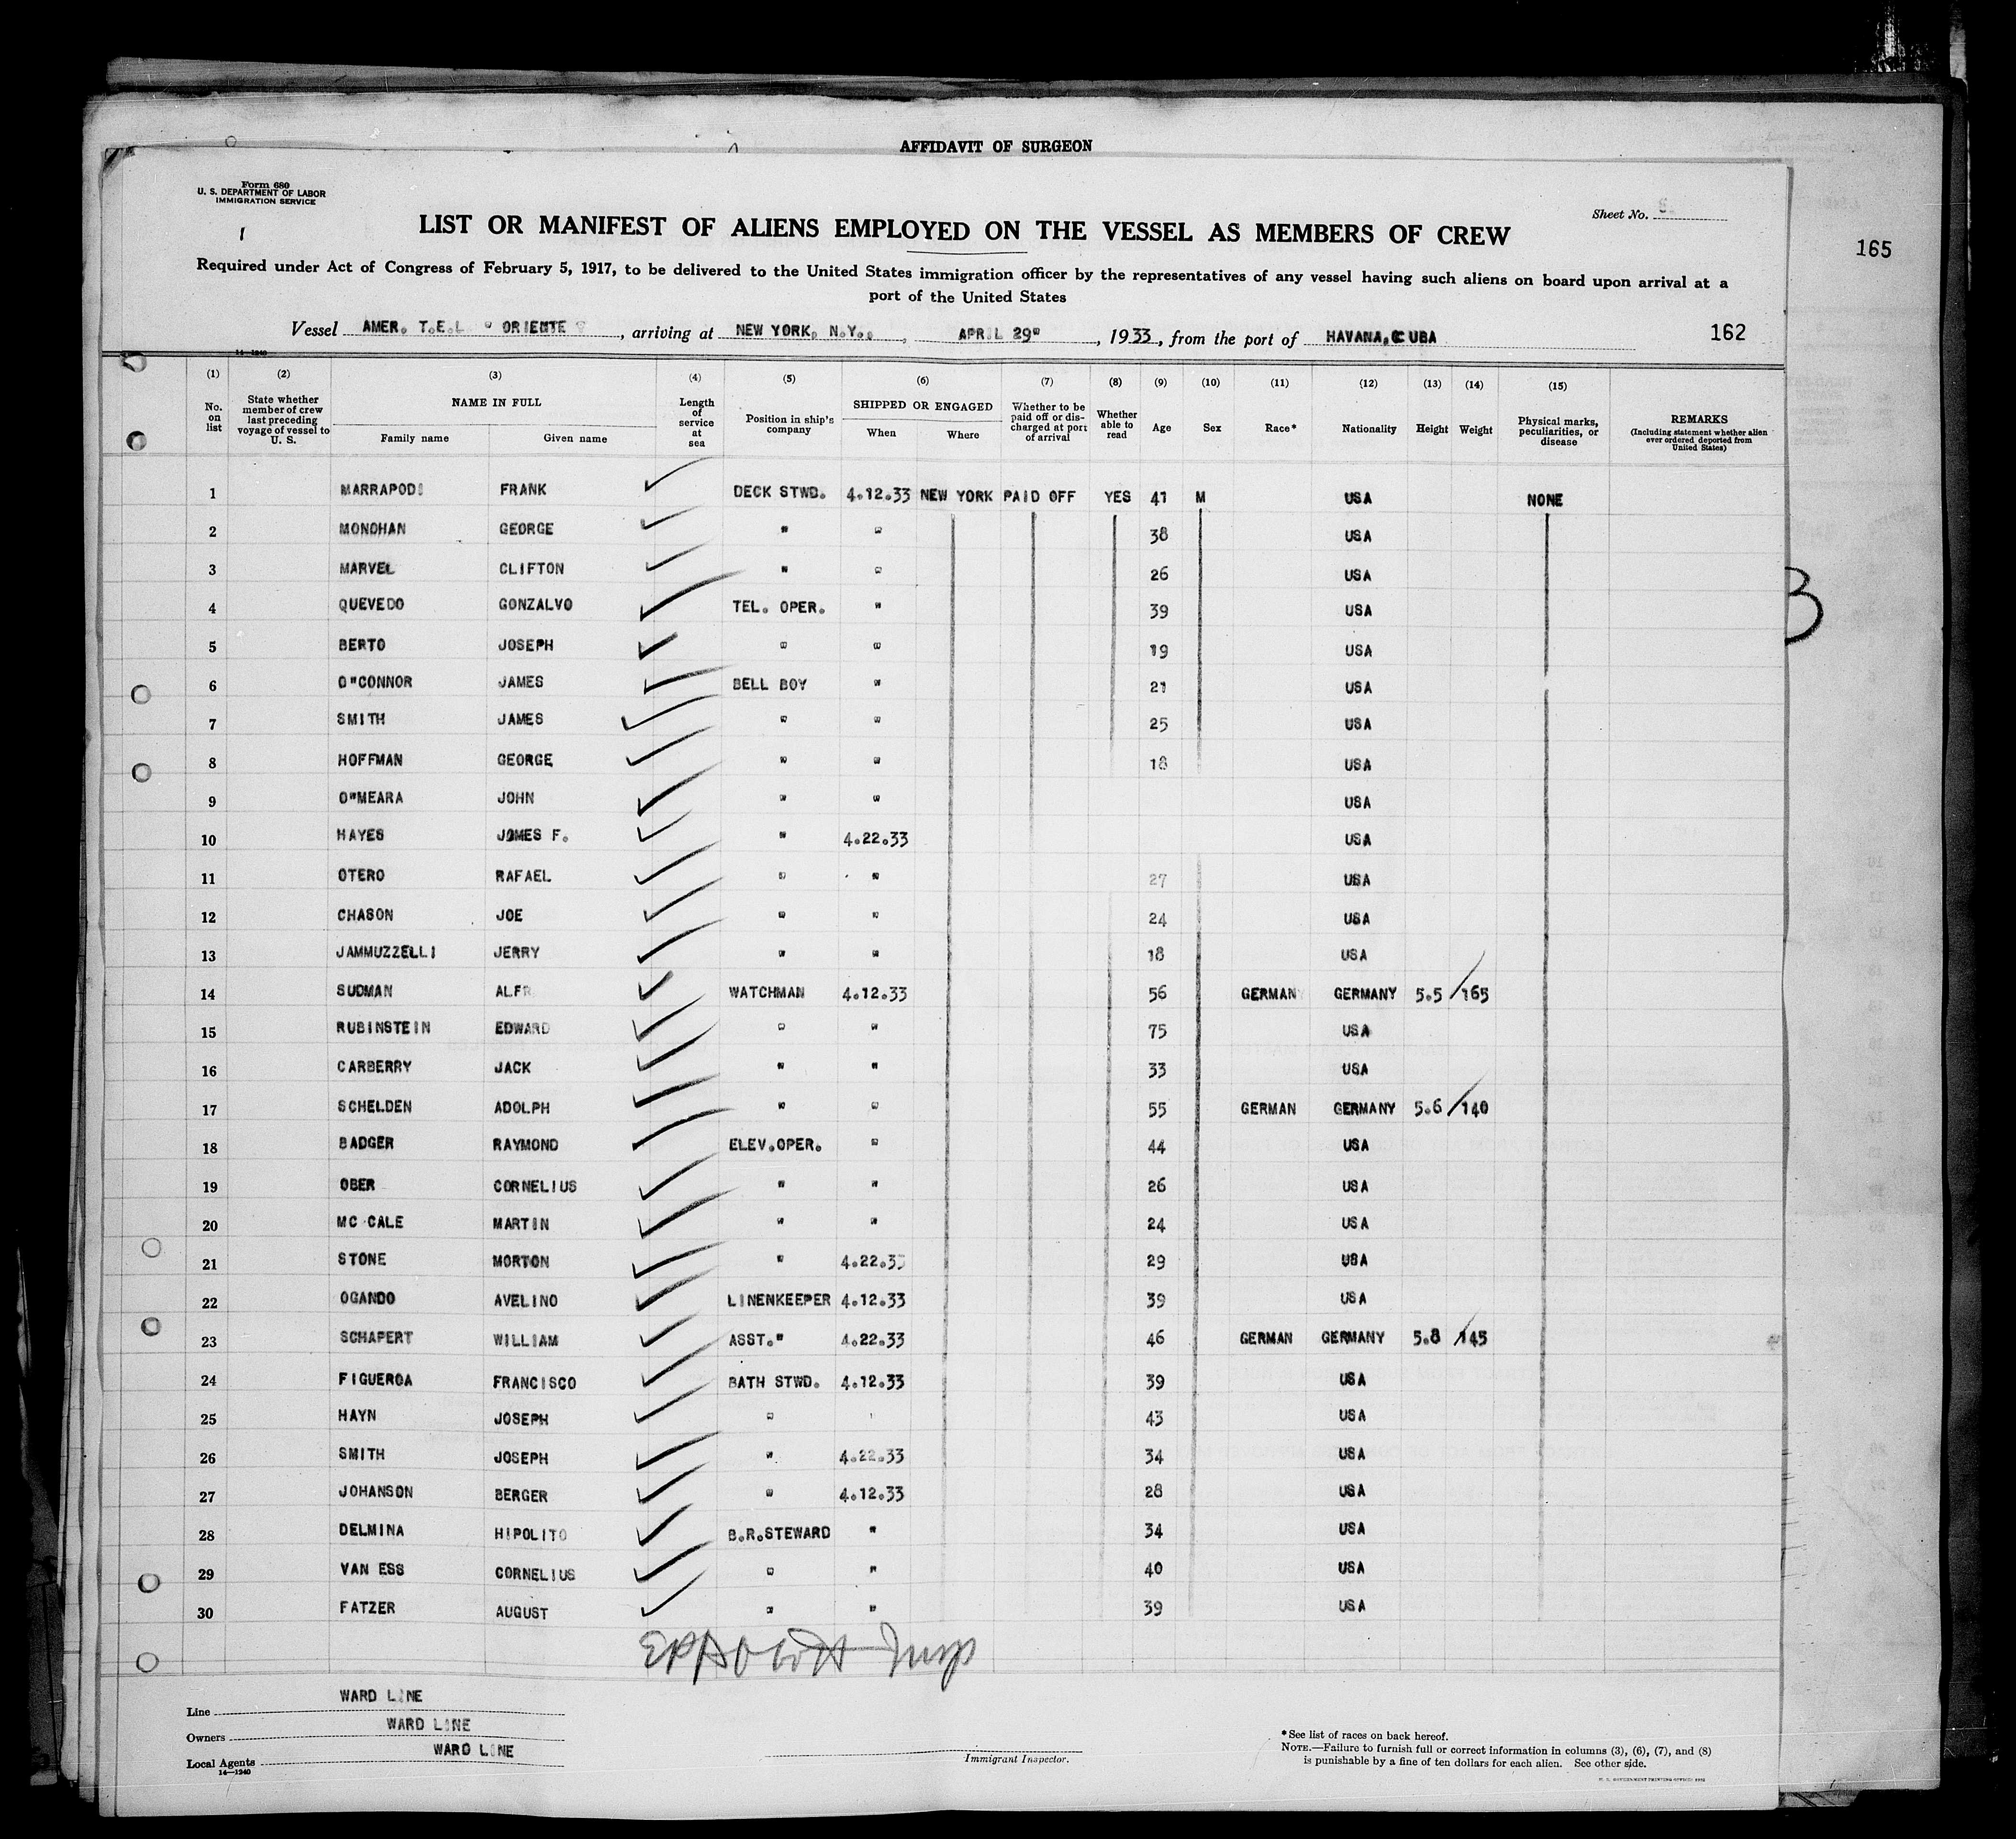 AFFIDAVIT OF SURGEON
Form 680
U. S. DEPARTMENT OF LABOR
IMMIGRATION SERVICE
Sheet No.
1
LIST OR MANIFEST OF ALIENS EMPLOYED ON THE VESSEL AS MEMBERS OF CREW
165
Required under Act of Congress of February 5, 1917, to be delivered to the United States immigration officer by the representatives of any vessel having such aliens on board upon arrival at a
port of the United States
Vessel AMER. T.E.L. " ORIENTE ", arriving at NEW YORK, N.Y., APRIL 29", 1933, from the port of HAVANA, CUBA 162
14—1240
(1) No. on list (2) State whether member of crew last preceding voyage of vessel to U. S. (3) NAME IN FULL Family name Given name (4) Length of service at sea (5) Position in ship's company (6) SHIPPED OR ENGAGED When Where (7) Whether to be paid off or discharged at port of arrival (8) Whether able to read (9) Age (10) Sex (11) Race* (12) Nationality (13) Height (14) Weight (15) Physical marks, peculiarities, or disease REMARKS (Including statement whether alien ever ordered deported from United States)
1 MARRAPODI FRANK DECK STWD. 4.12.33 NEW YORK PAID OFF YES 41 M USA NONE
2 MONOHAN GEORGE " " 38 USA
3 MARVEL CLIFTON " " 26 USA
4 QUEVEDO GONZALVO TEL. OPER. " 39 USA
5 BERTO JOSEPH " " 19 USA
6 O"CONNOR JAMES BELL BOY " 21 USA
7 SMITH JAMES " " 25 USA
8 HOFFMAN GEORGE " " 18 USA
9 O"MEARA JOHN " " USA
10 HAYES JOMES F. " 4.22.33 USA
11 OTERO RAFAEL " " 27 USA
12 CHASON JOE " " 24 USA
13 JAMMUZZELLI JERRY " " 18 USA
14 SUDMAN ALFR WATCHMAN 4.12.33 56 GERMAN GERMANY 5.5 165
15 RUBINSTEIN EDWARD " " 75 USA
16 CARBERRY JACK " " 33 USA
17 SCHELDEN ADOLPH " " 55 GERMAN GERMANY 5.6 140
18 BADGER RAYMOND ELEV.OPER. " 44 USA
19 OBER CORNELIUS " " 26 USA
20 MC CALE MARTIN " " 24 USA
21 STONE MORTON " 4.22.33 29 USA
22 OGANDO AVELINO LINENKEEPER 4.12.33 39 USA
23 SCHAPERT WILLIAM ASST." 4.22.33 46 GERMAN GERMANY 5.8 145
24 FIGUEROA FRANCISCO BATH STWD. 4.12.33 39 USA
25 HAYN JOSEPH " ' 43 USA
26 SMITH JOSEPH " 4.22.33 34 USA
27 JOHANSON BERGER " 4.12.33 28 USA
28 DELMINA HIPOLITO B.R.STEWARD " 34 USA
29 VAN ESS CORNELIUS " " 40 USA
30 FATZER AUGUST " " 39 USA
Line WARD LINE
Owners WARD LINE
Local Agents WARD LINE
14—1240
Immigrant Inspector.
*See list of races on back hereof.
NOTE.—Failure to furnish full or correct information in columns (3), (6), (7), and (8)
is punishable by a fine of ten dollars for each alien. See other side.